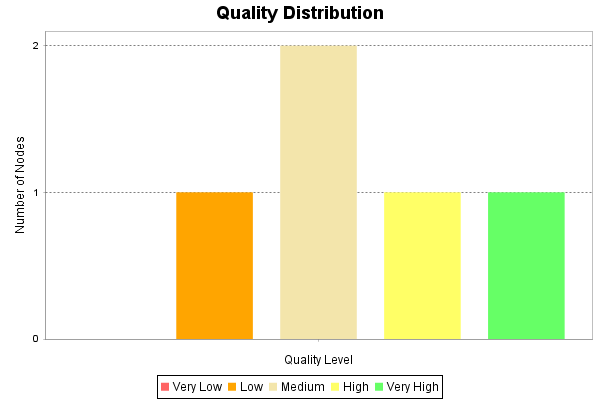 Quality Distribution
2
1
0
Number of Nodes
Quality Level
Very Low Low Medium High Very High